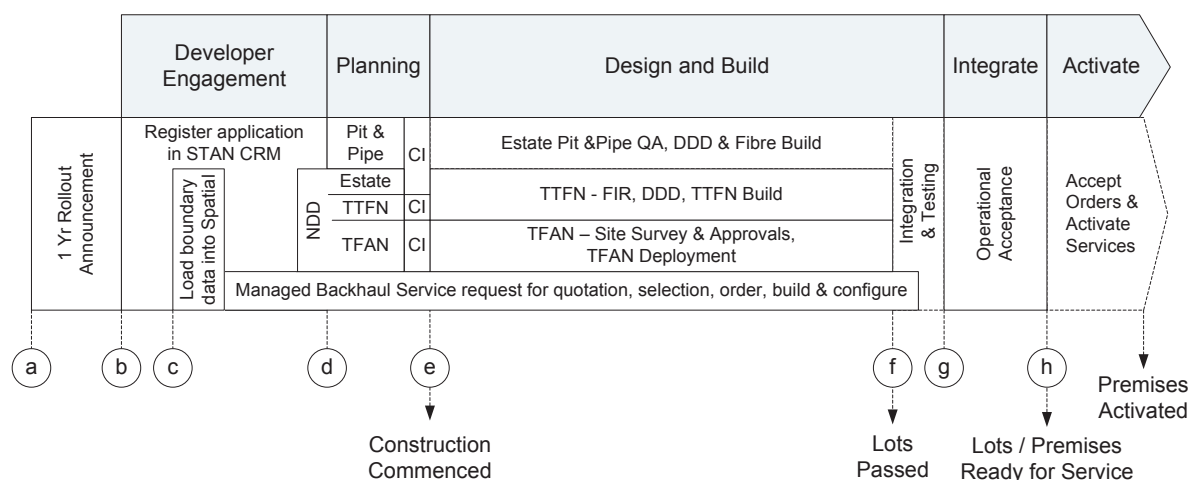 Developer
Engagement
Planning
Design and Build
Integrate
Activate
1 Yr Rollout
Announcement
Register application
in STAN CRM
Load boundary
data into Spatial
NDD
Pit &
Pipe
CI
Estate
TTFN
CI
TFAN
CI
Estate Pit &Pipe QA, DDD & Fibre Build
TTFN - FIR, DDD, TTFN Build
TFAN – Site Survey & Approvals,
TFAN Deployment
Managed Backhaul Service request for quotation, selection, order, build & configure
Integration
& Testing
Operational
Acceptance
Accept
Orders &
Activate
Services
a
b
c
d
e
f
g
h
Construction
Commenced
Lots
Passed
Lots / Premises
Ready for Service
Premises
Activated